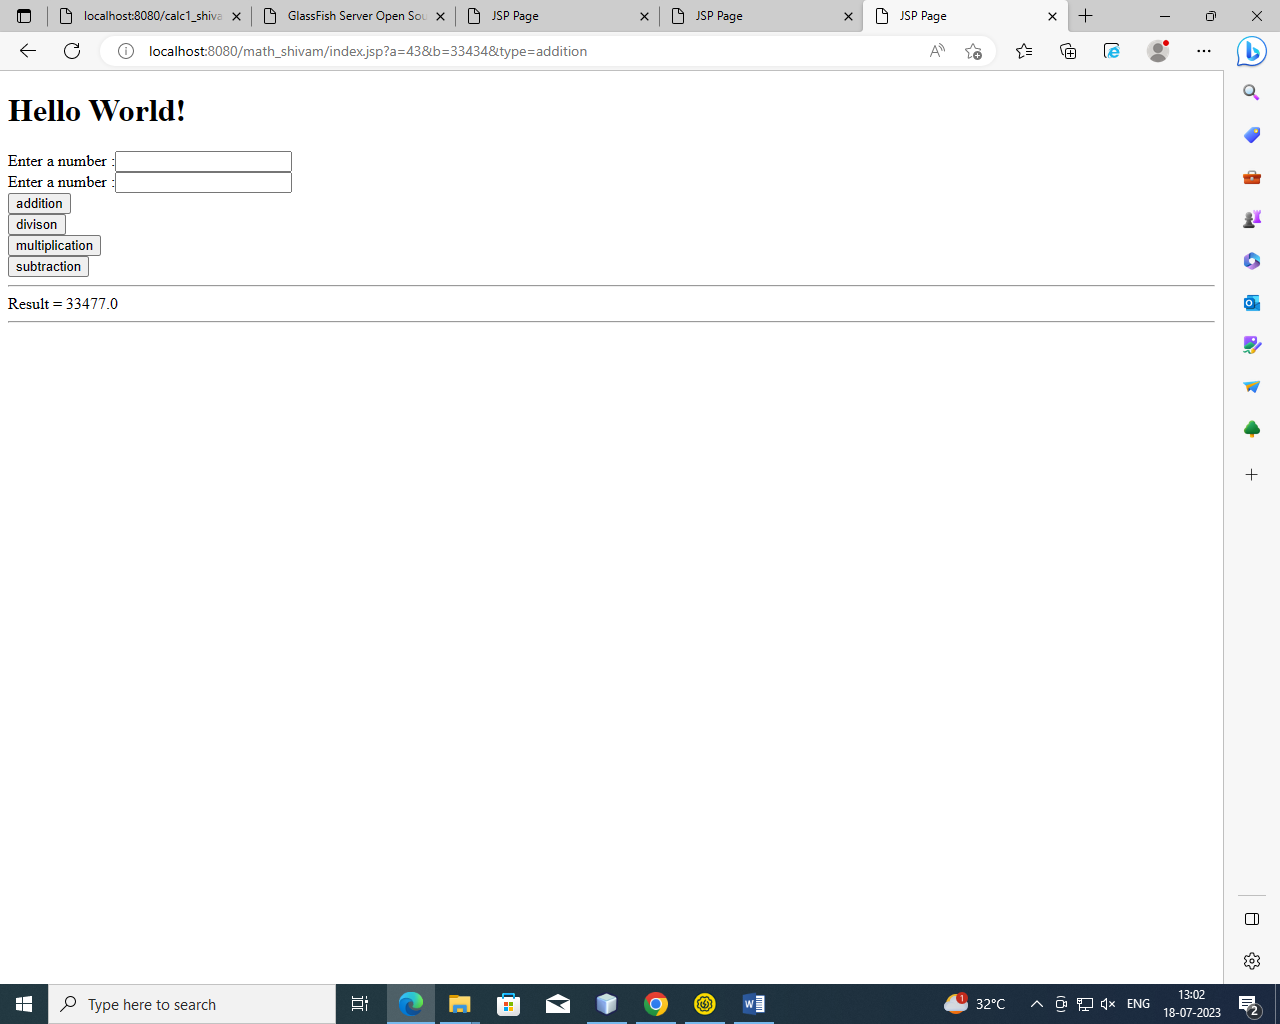 localhost:8080/calc1_shiva
GlassFish Server Open Sou
JSP Page
JSP Page
JSP Page
localhost:8080/math_shivam/index.jsp?a=43&b=33434&type=addition
Hello World!
Enter a number :
Enter a number :
addition
divison
multiplication
subtraction
Result = 33477.0
Type here to search
1
32°C
ENG
13:02
18-07-2023
2